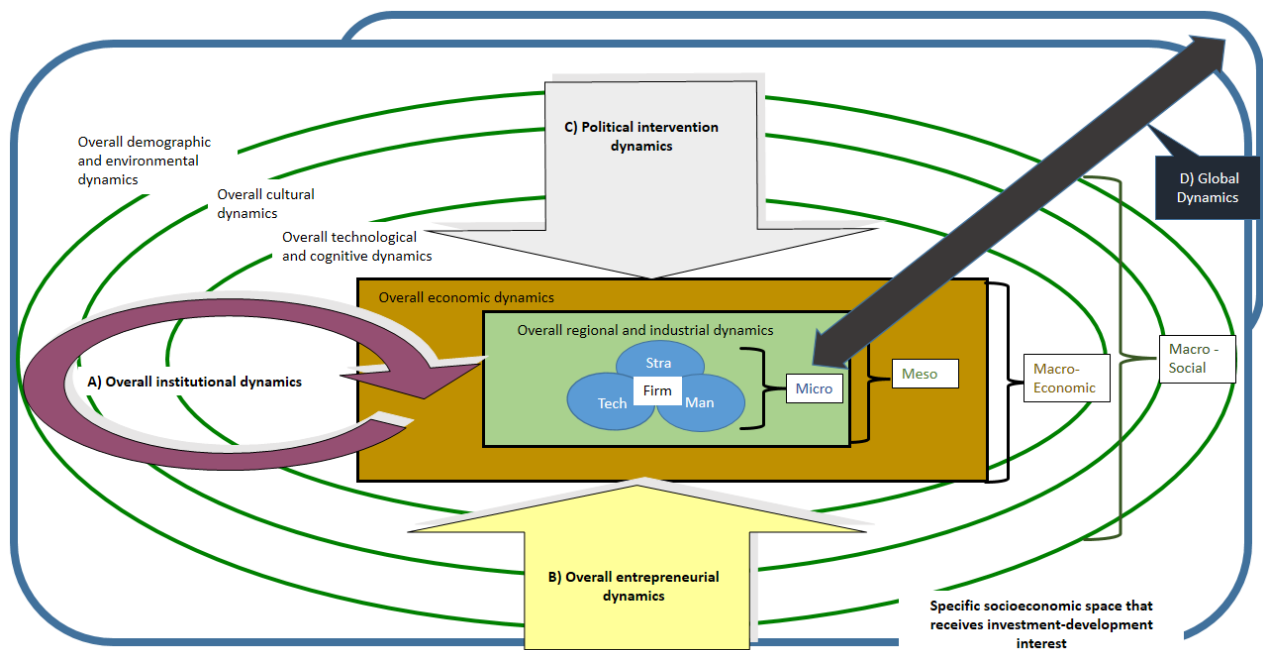 C) Political intervention
dynamics
Overall demographic
and environmental
dynamics
D) Global
Dynamics
Overall cultural
dynamics
Overall technological
and cognitive dynamics
Overall economic dynamics
Overall regional and industrial dynamics
Stra
Firm
Tech
Man
Micro
Meso
Macro-
Economic
Macro -
Social
A) Overall institutional dynamics
B) Overall entrepreneurial
dynamics
Specific socioeconomic space that
receives investment-development
interest